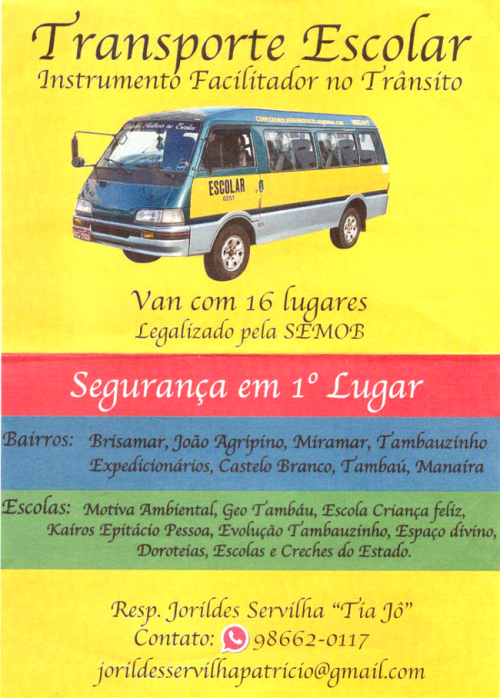 Transporte Escolar
Instrumento Facilitador no Trânsito
ESCOLAR
0251
Van com 16 lugares
Legalizado pela SEMOB
Segurança em 1º Lugar
Bairros: Brisamar, João Agripino, Miramar, Tambauzinho
Expedicionários, Castelo Branco, Tambaú, Manaíra
Escolas: Motiva Ambiental, Geo Tambáu, Escola Criança feliz,
Kairos Epitácio Pessoa, Evolução Tambauzinho, Espaço divino,
Doroteias, Escolas e Creches do Estado.
Resp. Jorildes Servilha "Tia Jô"
Contato: 98662-0117
jorildesservilhapatricio@gmail.com